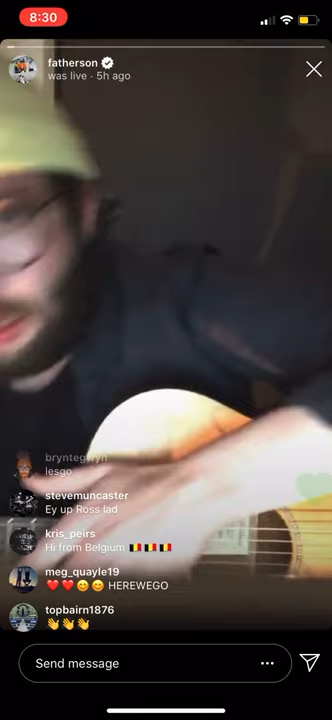 8:30
fatherson
was live · 5h ago
bryntegwyn
lesgo
stevemuncaster
Ey up Ross lad
kris_peirs
Hi from Belgium 🇧🇪🇧🇪🇧🇪
meg_quayle19
❤️❤️😊😊 HEREWEGO
topbairn1876
👏👏👏
Send message